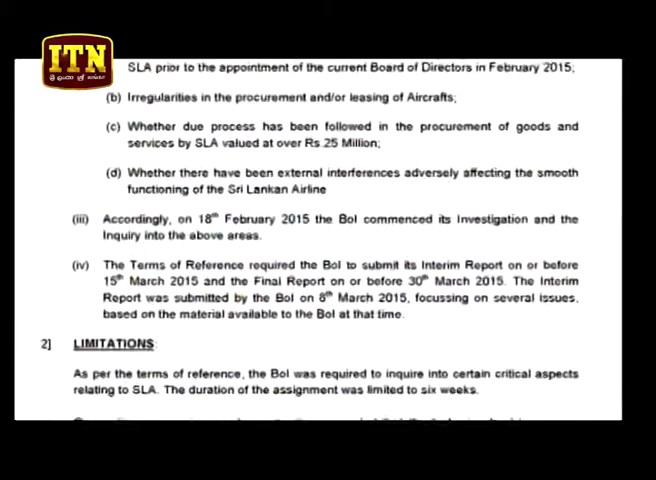 ITN
SLA prior to the appointment of the current Board of Directors in February 2015;
(b) Irregularities in the procurement and/or leasing of Aircrafts;
(c) Whether due process has been followed in the procurement of goods and
services by SLA valued at over Rs.25 Million;
(d) Whether there have been external interferences adversely affecting the smooth
functioning of the Sri Lankan Airline
(iii) Accordingly, on 18th February 2015 the BoI commenced its Investigation and the
Inquiry into the above areas.
(iv) The Terms of Reference required the BoI to submit its Interim Report on or before
15th March 2015 and the Final Report on or before 30th March 2015. The Interim
Report was submitted by the BoI on 8th March 2015, focussing on several issues,
based on the material available to the BoI at that time.
2] LIMITATIONS:
As per the terms of reference, the BoI was required to inquire into certain critical aspects
relating to SLA. The duration of the assignment was limited to six weeks.